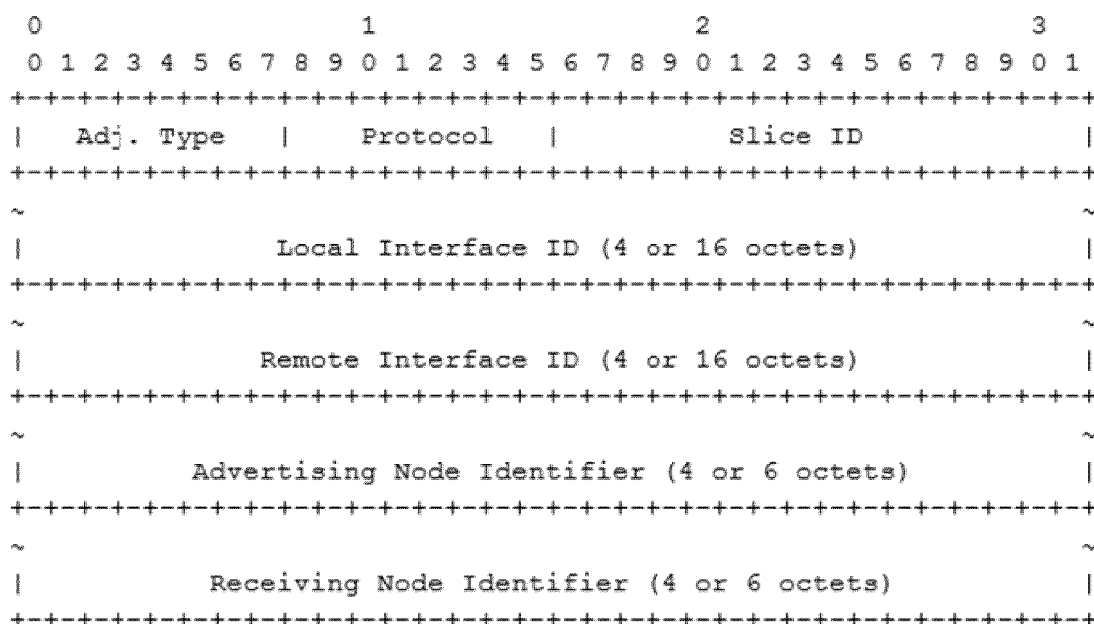 0                   1                   2                   3
 0 1 2 3 4 5 6 7 8 9 0 1 2 3 4 5 6 7 8 9 0 1 2 3 4 5 6 7 8 9 0 1
+-+-+-+-+-+-+-+-+-+-+-+-+-+-+-+-+-+-+-+-+-+-+-+-+-+-+-+-+-+-+-+-+
|   Adj. Type   |    Protocol   |          Slice ID             |
+-+-+-+-+-+-+-+-+-+-+-+-+-+-+-+-+-+-+-+-+-+-+-+-+-+-+-+-+-+-+-+-+
~                                                               ~
|               Local Interface ID (4 or 16 octets)             |
+-+-+-+-+-+-+-+-+-+-+-+-+-+-+-+-+-+-+-+-+-+-+-+-+-+-+-+-+-+-+-+-+
~                                                               ~
|              Remote Interface ID (4 or 16 octets)             |
+-+-+-+-+-+-+-+-+-+-+-+-+-+-+-+-+-+-+-+-+-+-+-+-+-+-+-+-+-+-+-+-+
~                                                               ~
|          Advertising Node Identifier (4 or 6 octets)          |
+-+-+-+-+-+-+-+-+-+-+-+-+-+-+-+-+-+-+-+-+-+-+-+-+-+-+-+-+-+-+-+-+
~                                                               ~
|           Receiving Node Identifier (4 or 6 octets)           |
+-+-+-+-+-+-+-+-+-+-+-+-+-+-+-+-+-+-+-+-+-+-+-+-+-+-+-+-+-+-+-+-+